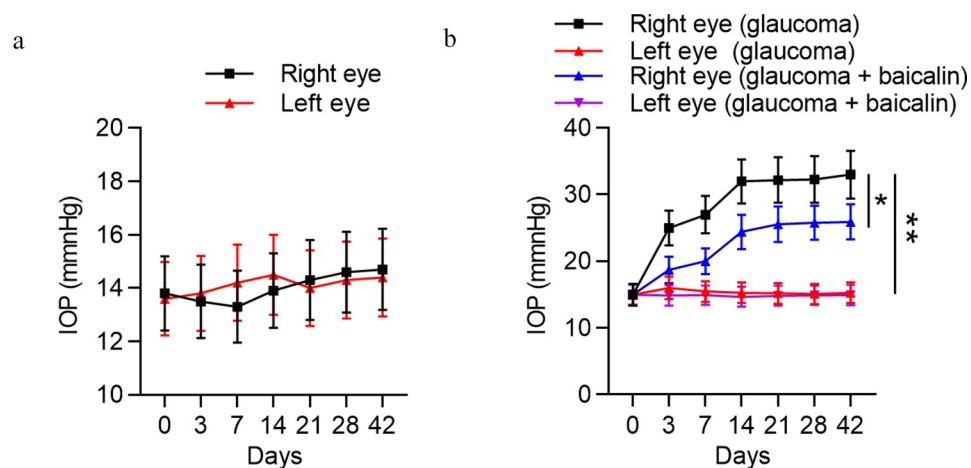 a
Right eye
Left eye
20
18
16
14
12
10
IOP (mmnHg)
0 3 7 14 21 28 42
Days
b
Right eye (glaucoma)
Left eye (glaucoma)
Right eye (glaucoma + baicalin)
Left eye (glaucoma + baicalin)
40
30
20
10
0
IOP (mmnHg)
0 3 7 14 21 28 42
Days
*
**